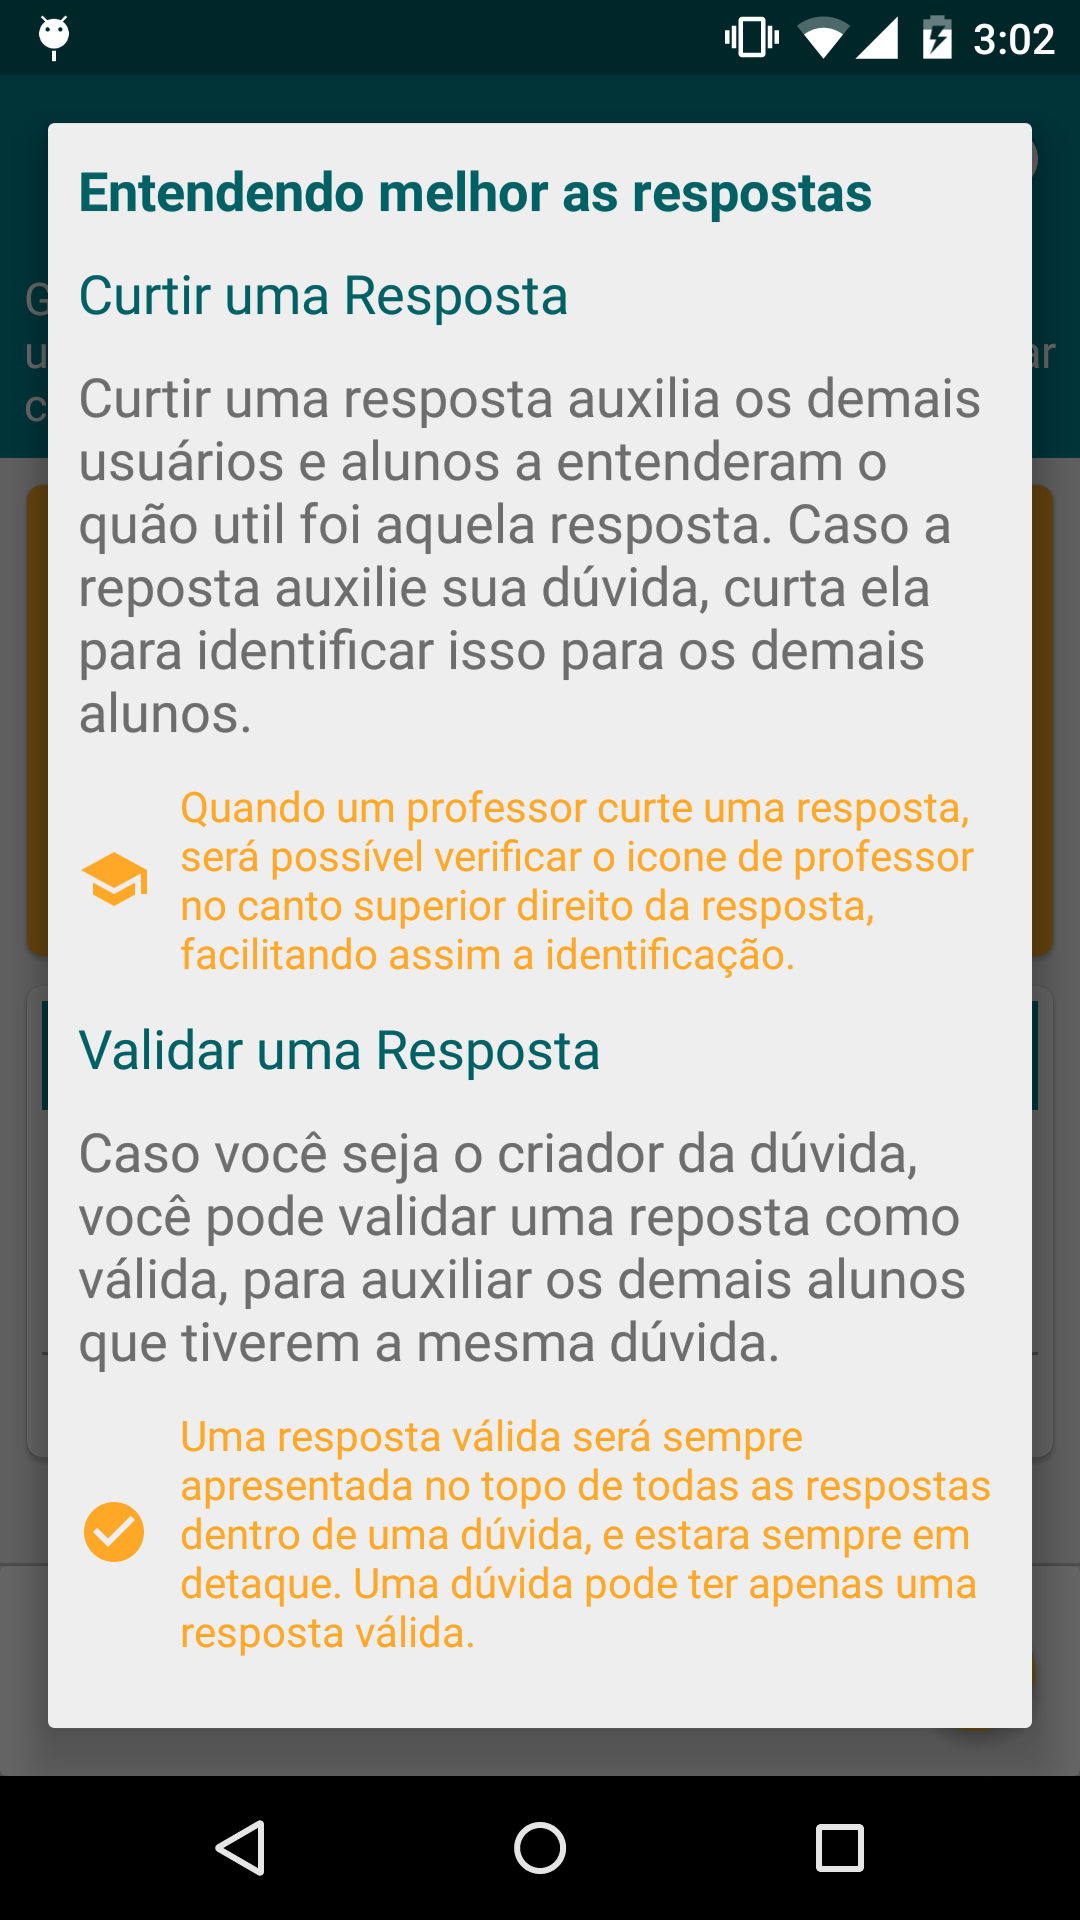 3:02
Entendendo melhor as respostas
Curtir uma Resposta
Curtir uma resposta auxilia os demais
usuários e alunos a entenderam o
quão util foi aquela resposta. Caso a
reposta auxilie sua dúvida, curta ela
para identificar isso para os demais
alunos.
Quando um professor curte uma resposta,
será possível verificar o icone de professor
no canto superior direito da resposta,
facilitando assim a identificação.
Validar uma Resposta
Caso você seja o criador da dúvida,
você pode validar uma reposta como
válida, para auxiliar os demais alunos
que tiverem a mesma dúvida.
Uma resposta válida será sempre
apresentada no topo de todas as respostas
dentro de uma dúvida, e estara sempre em
detaque. Uma dúvida pode ter apenas uma
resposta válida.